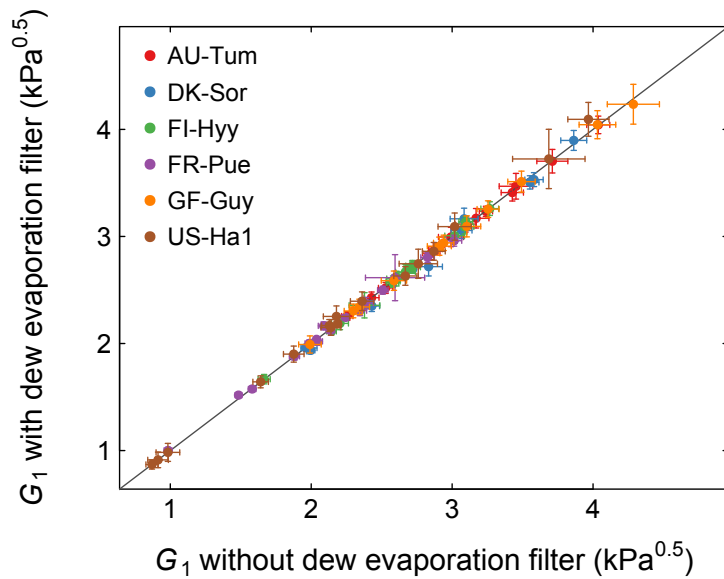 G₁ with dew evaporation filter (kPa⁰·⁵)
AU-Tum
DK-Sor
FI-Hyy
FR-Pue
GF-Guy
US-Ha1
4
3
2
1
1 2 3 4
G₁ without dew evaporation filter (kPa⁰·⁵)